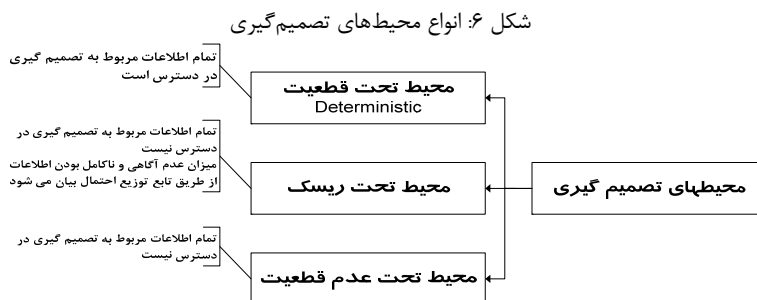 شکل ۶: انواع محیط‌های تصمیم‌گیری
محیطهای تصمیم گیری
محیط تحت قطعیت
Deterministic
تمام اطلاعات مربوط به تصمیم گیری
در دسترس است
محیط تحت ریسک
تمام اطلاعات مربوط به تصمیم گیری در
دسترس نیست
میزان عدم آگاهی و ناکامل بودن اطلاعات
از طریق تابع توزیع احتمال بیان می شود
محیط تحت عدم قطعیت
تمام اطلاعات مربوط به تصمیم گیری در
دسترس نیست